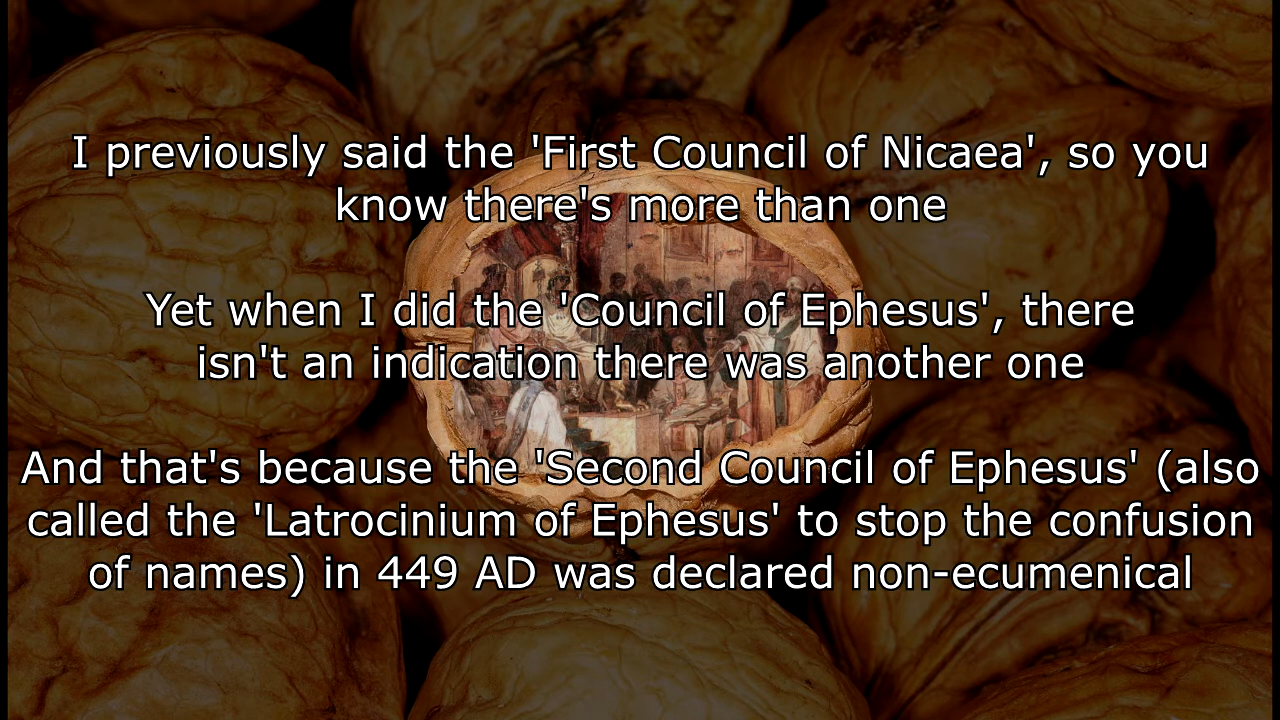 I previously said the 'First Council of Nicaea', so you
know there's more than one
Yet when I did the 'Council of Ephesus', there
isn't an indication there was another one
And that's because the 'Second Council of Ephesus' (also
called the 'Latrocinium of Ephesus' to stop the confusion
of names) in 449 AD was declared non-ecumenical